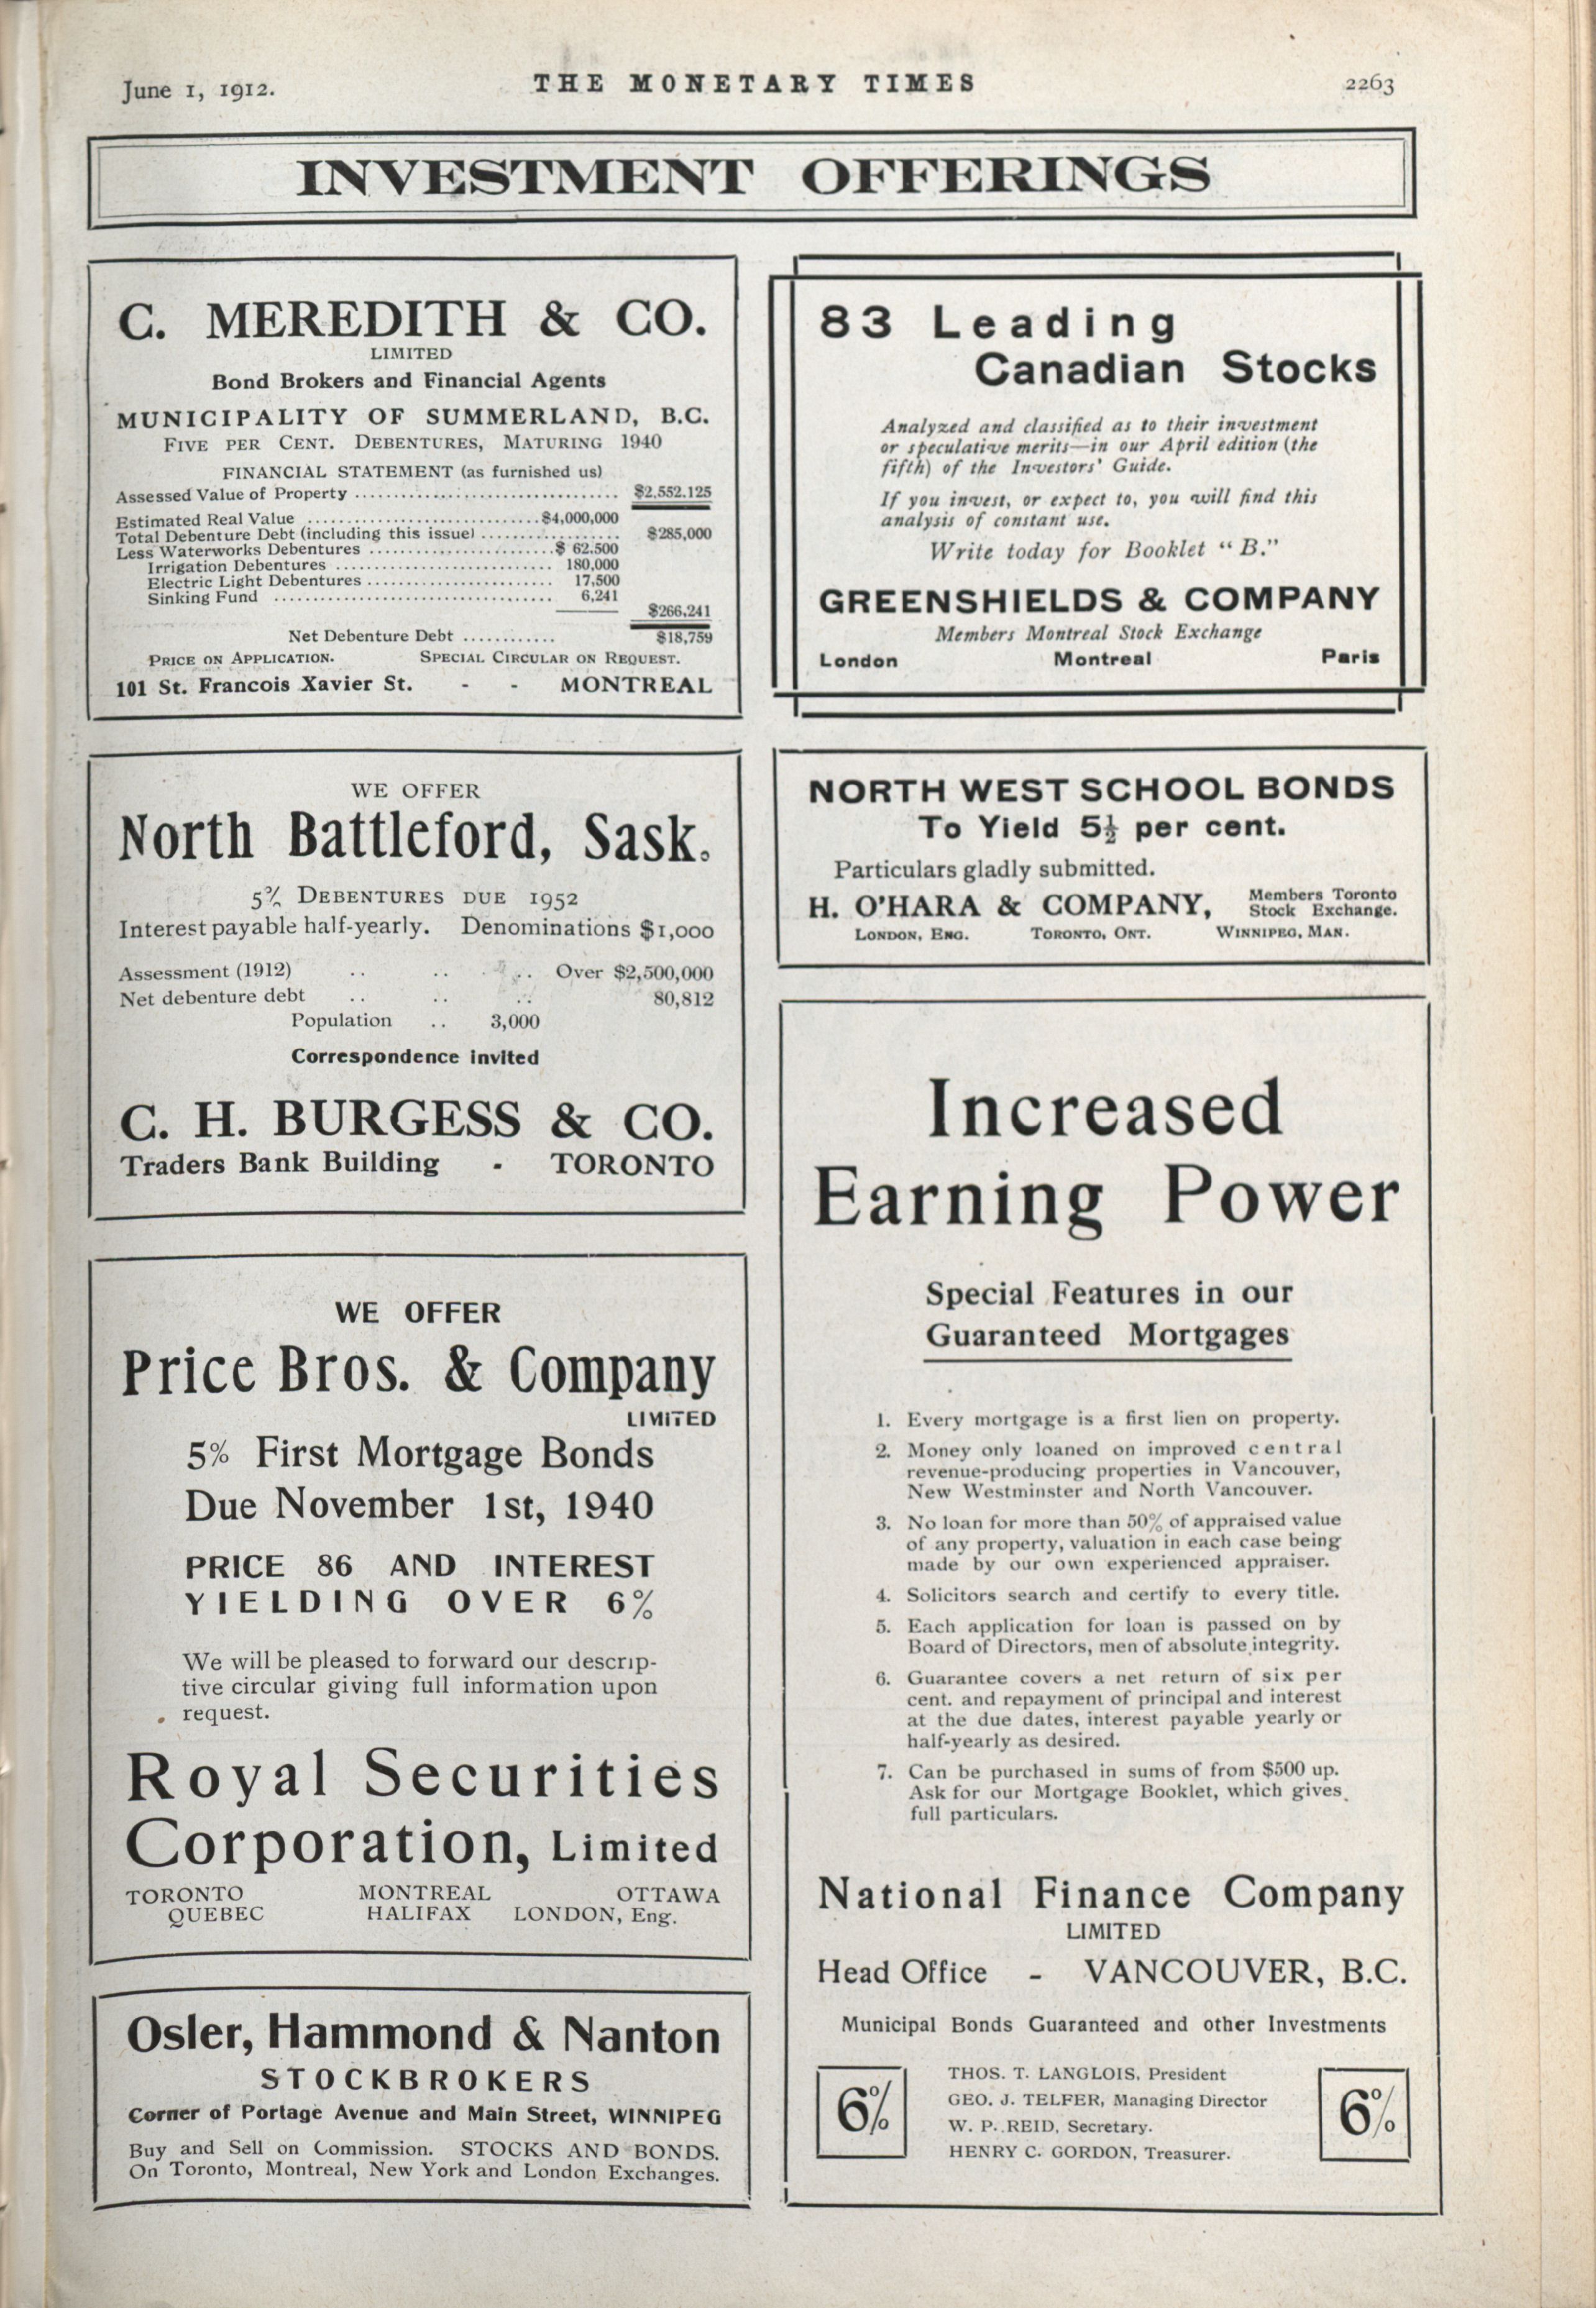 June 1, 1912.
THE MONETARY TIMES
2263
INVESTMENT OFFERINGS
C. MEREDITH & CO.
LIMITED
Bond Brokers and Financial Agents
MUNICIPALITY OF SUMMERLAND, B.C.
FIVE PER CENT. DEBENTURES, MATURING 1940
FINANCIAL STATEMENT (as furnished us)
Assessed Value of Property .................................... $2,552.125
Estimated Real Value ................................ $4,000,000
Total Debenture Debt (including this issue) ................... $285,000
Less Waterworks Debentures ......................... $ 62.500
Irrigation Debentures ............................. 180,000
Electric Light Debentures ......................... 17,500
Sinking Fund ..................................... 6,241
$266,241
Net Debenture Debt ............ $18,759
PRICE ON APPLICATION. SPECIAL CIRCULAR ON REQUEST.
101 St. Francois Xavier St. - - MONTREAL
WE OFFER
North Battleford, Sask.
5% DEBENTURES DUE 1952
Interest payable half-yearly. Denominations $1,000
Assessment (1912) .. .. .. Over $2,500,000
Net debenture debt .. .. .. 80,812
Population .. 3,000
Correspondence invited
C. H. BURGESS & CO.
Traders Bank Building - TORONTO
WE OFFER
Price Bros. & Company
LIMITED
5% First Mortgage Bonds
Due November 1st, 1940
PRICE 86 AND INTEREST
YIELDING OVER 6%
We will be pleased to forward our descrip-
tive circular giving full information upon
request.
Royal Securities
Corporation, Limited
TORONTO MONTREAL OTTAWA
QUEBEC HALIFAX LONDON, Eng.
Osler, Hammond & Nanton
STOCKBROKERS
Corner of Portage Avenue and Main Street, WINNIPEG
Buy and Sell on Commission. STOCKS AND BONDS.
On Toronto, Montreal, New York and London Exchanges.
83 Leading
Canadian Stocks
Analyzed and classified as to their investment
or speculative merits—in our April edition (the
fifth) of the Investors' Guide.
If you invest, or expect to, you will find this
analysis of constant use.
Write today for Booklet "B."
GREENSHIELDS & COMPANY
Members Montreal Stock Exchange
London Montreal Paris
NORTH WEST SCHOOL BONDS
To Yield 5½ per cent.
Particulars gladly submitted.
H. O'HARA & COMPANY, Members Toronto
Stock Exchange.
LONDON, ENG. TORONTO, ONT. WINNIPEG, MAN.
Increased
Earning Power
Special Features in our
Guaranteed Mortgages
1. Every mortgage is a first lien on property.
2. Money only loaned on improved central
revenue-producing properties in Vancouver,
New Westminster and North Vancouver.
3. No loan for more than 50% of appraised value
of any property, valuation in each case being
made by our own experienced appraiser.
4. Solicitors search and certify to every title.
5. Each application for loan is passed on by
Board of Directors, men of absolute integrity.
6. Guarantee covers a net return of six per
cent. and repayment of principal and interest
at the due dates, interest payable yearly or
half-yearly as desired.
7. Can be purchased in sums of from $500 up.
Ask for our Mortgage Booklet, which gives
full particulars.
National Finance Company
LIMITED
Head Office - VANCOUVER, B.C.
Municipal Bonds Guaranteed and other Investments
6%
THOS. T. LANGLOIS, President
GEO. J. TELFER, Managing Director
W. P. REID, Secretary.
HENRY C. GORDON, Treasurer.
6%